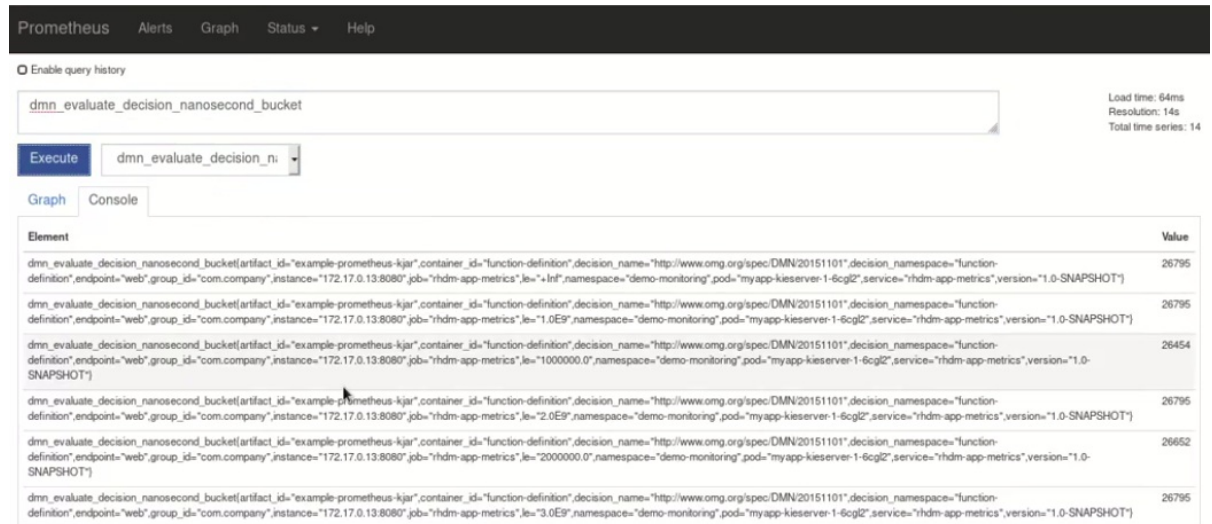 Prometheus Alerts Graph Status Help
Enable query history
dmn_evaluate_decision_nanosecond_bucket
Load time: 64ms
Resolution: 14s
Total time series: 14
Execute dmn_evaluate_decision_n
Graph Console
Element Value
dmn_evaluate_decision_nanosecond_bucket{artifact_id="example-prometheus-kjar",container_id="function-definition",decision_name="http://www.omg.org/spec/DMN/20151101",decision_namespace="function- 26795
definition",endpoint="web",group_id="com.company",instance="172.17.0.13:8080",job="rhdm-app-metrics",le="+Inf",namespace="demo-monitoring",pod="myapp-kieserver-1-6cgl2",service="rhdm-app-metrics",version="1.0-SNAPSHOT"}
dmn_evaluate_decision_nanosecond_bucket{artifact_id="example-prometheus-kjar",container_id="function-definition",decision_name="http://www.omg.org/spec/DMN/20151101",decision_namespace="function- 26795
definition",endpoint="web",group_id="com.company",instance="172.17.0.13:8080",job="rhdm-app-metrics",le="1.0E9",namespace="demo-monitoring",pod="myapp-kieserver-1-6cgl2",service="rhdm-app-metrics",version="1.0-SNAPSHOT"}
dmn_evaluate_decision_nanosecond_bucket{artifact_id="example-prometheus-kjar",container_id="function-definition",decision_name="http://www.omg.org/spec/DMN/20151101",decision_namespace="function- 26454
definition",endpoint="web",group_id="com.company",instance="172.17.0.13:8080",job="rhdm-app-metrics",le="1000000.0",namespace="demo-monitoring",pod="myapp-kieserver-1-6cgl2",service="rhdm-app-metrics",version="1.0-
SNAPSHOT"}
dmn_evaluate_decision_nanosecond_bucket{artifact_id="example-prometheus-kjar",container_id="function-definition",decision_name="http://www.omg.org/spec/DMN/20151101",decision_namespace="function- 26795
definition",endpoint="web",group_id="com.company",instance="172.17.0.13:8080",job="rhdm-app-metrics",le="2.0E9",namespace="demo-monitoring",pod="myapp-kieserver-1-6cgl2",service="rhdm-app-metrics",version="1.0-SNAPSHOT"}
dmn_evaluate_decision_nanosecond_bucket{artifact_id="example-prometheus-kjar",container_id="function-definition",decision_name="http://www.omg.org/spec/DMN/20151101",decision_namespace="function- 26652
definition",endpoint="web",group_id="com.company",instance="172.17.0.13:8080",job="rhdm-app-metrics",le="2000000.0",namespace="demo-monitoring",pod="myapp-kieserver-1-6cgl2",service="rhdm-app-metrics",version="1.0-
SNAPSHOT"}
dmn_evaluate_decision_nanosecond_bucket{artifact_id="example-prometheus-kjar",container_id="function-definition",decision_name="http://www.omg.org/spec/DMN/20151101",decision_namespace="function- 26795
definition",endpoint="web",group_id="com.company",instance="172.17.0.13:8080",job="rhdm-app-metrics",le="3.0E9",namespace="demo-monitoring",pod="myapp-kieserver-1-6cgl2",service="rhdm-app-metrics",version="1.0-SNAPSHOT"}